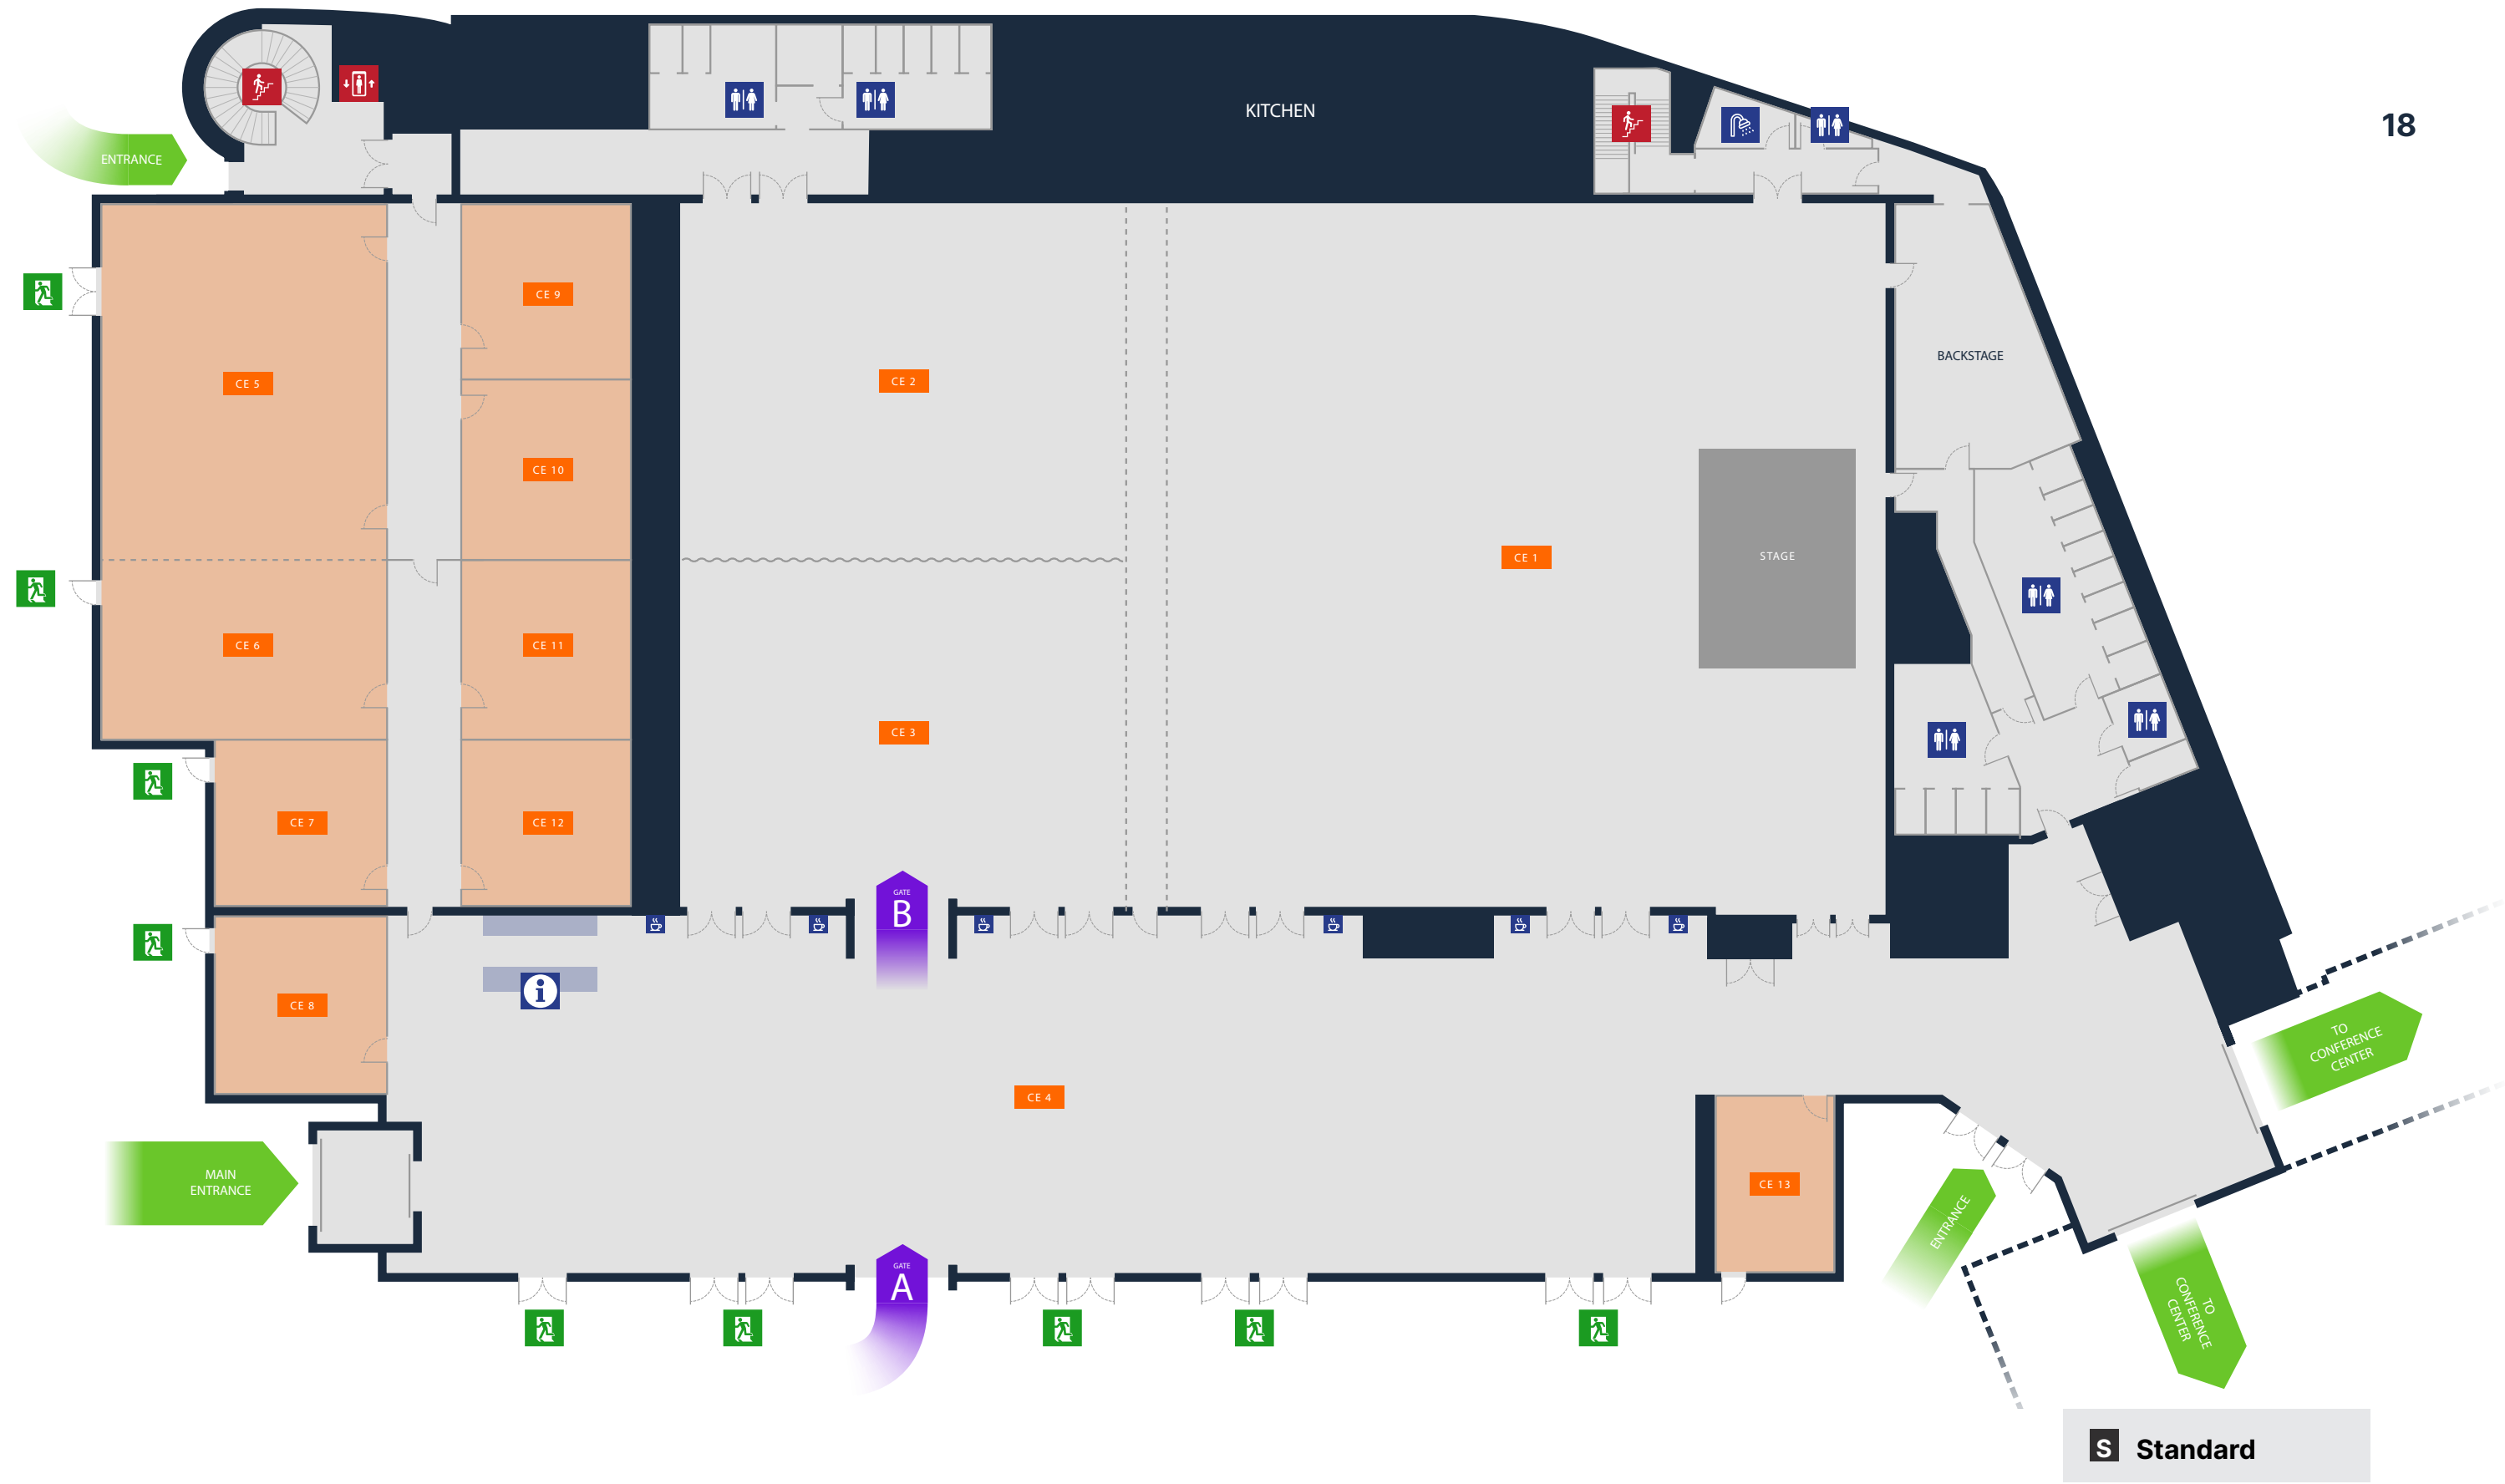 KITCHEN
18
ENTRANCE
CE 9
BACKSTAGE
CE 5
CE 2
CE 10
CE 1
STAGE
CE 6
CE 11
CE 3
CE 7
CE 12
GATE
B
CE 8
TO
CONFERENCE
CENTER
CE 4
MAIN
ENTRANCE
CE 13
ENTRANCE
GATE
A
TO
CONFERENCE
CENTER
S Standard